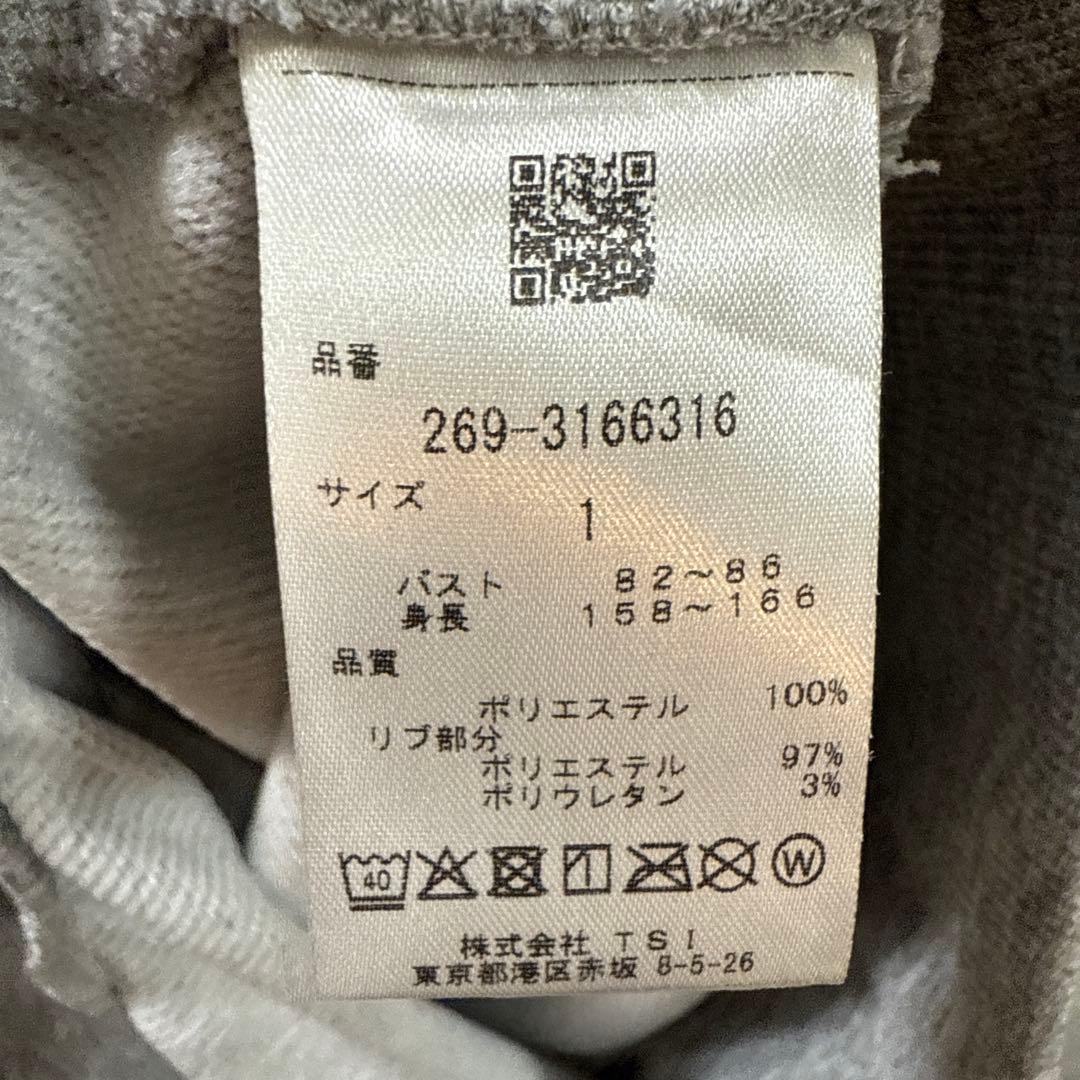 品番
269-3166316
サイズ
1
バスト 82～86
身長 158～166
品質
ポリエステル 100%
リブ部分
ポリエステル 97%
ポリウレタン 3%
40 W
株式会社 TSI
東京都港区赤坂 8-5-26